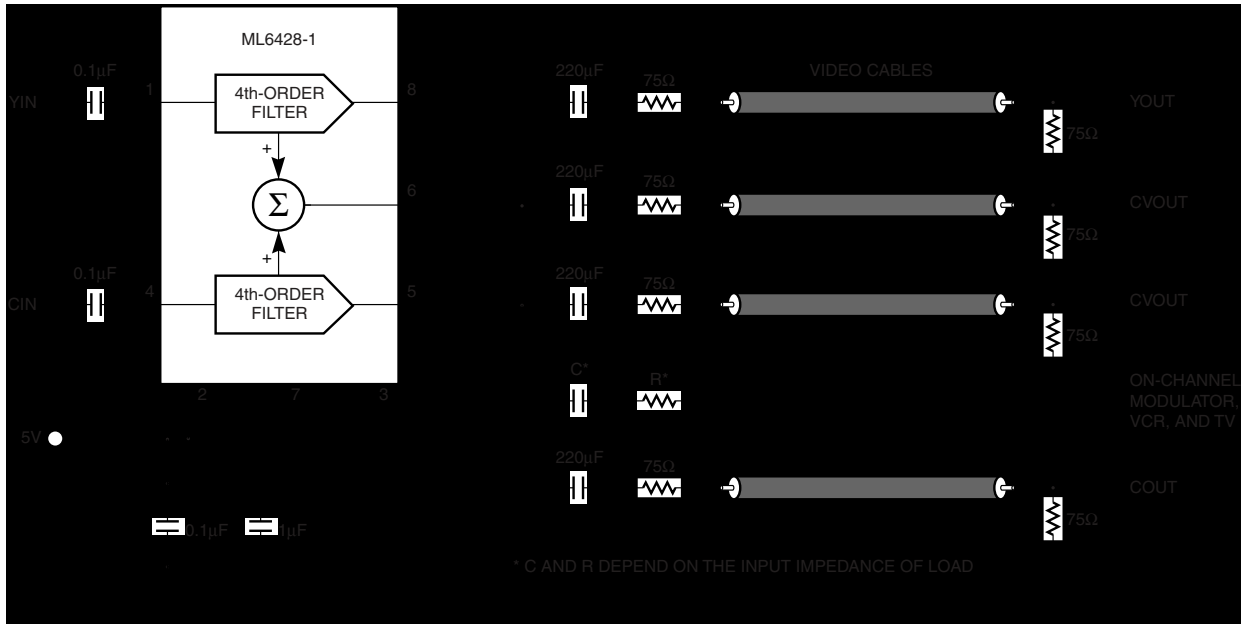 ML6428-1
0.1µF
220µF
75Ω
VIDEO CABLES
YIN
1
4th-ORDER
FILTER
8
YOUT
75Ω
+
220µF
75Ω
6
CVOUT
Σ
75Ω
+
0.1µF
220µF
75Ω
CIN
4
4th-ORDER
FILTER
5
CVOUT
75Ω
C*
R*
2
7
3
ON-CHANNEL
MODULATOR,
VCR, AND TV
5V
220µF
75Ω
COUT
0.1µF
1µF
75Ω
* C AND R DEPEND ON THE INPUT IMPEDANCE OF LOAD